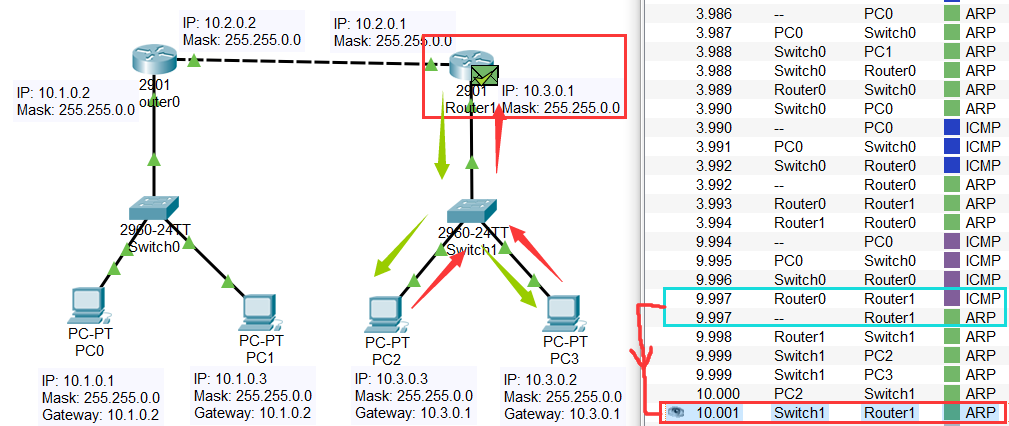 IP: 10.2.0.2
Mask: 255.255.0.0
IP: 10.2.0.1
Mask: 255.255.0.0
IP: 10.1.0.2
Mask: 255.255.0.0
2901
outer0
2901
Router1
IP: 10.3.0.1
Mask: 255.255.0.0
2960-24TT
Switch0
2960-24TT
Switch1
PC-PT
PC0
PC-PT
PC1
PC-PT
PC2
PC-PT
PC3
IP: 10.1.0.1
Mask: 255.255.0.0
Gateway: 10.1.0.2
IP: 10.1.0.3
Mask: 255.255.0.0
Gateway: 10.1.0.2
IP: 10.3.0.3
Mask: 255.255.0.0
Gateway: 10.3.0.1
IP: 10.3.0.2
Mask: 255.255.0.0
Gateway: 10.3.0.1
3.986 -- PC0 ARP
3.987 PC0 Switch0 ARP
3.988 Switch0 PC1 ARP
3.988 Switch0 Router0 ARP
3.989 Router0 Switch0 ARP
3.990 Switch0 PC0 ARP
3.990 -- PC0 ICMP
3.991 PC0 Switch0 ICMP
3.992 Switch0 Router0 ICMP
3.992 -- Router0 ARP
3.993 Router0 Router1 ARP
3.994 Router1 Router0 ARP
9.994 -- PC0 ICMP
9.995 PC0 Switch0 ICMP
9.996 Switch0 Router0 ICMP
9.997 Router0 Router1 ICMP
9.997 -- Router1 ARP
9.998 Router1 Switch1 ARP
9.999 Switch1 PC2 ARP
9.999 Switch1 PC3 ARP
10.000 PC2 Switch1 ARP
10.001 Switch1 Router1 ARP